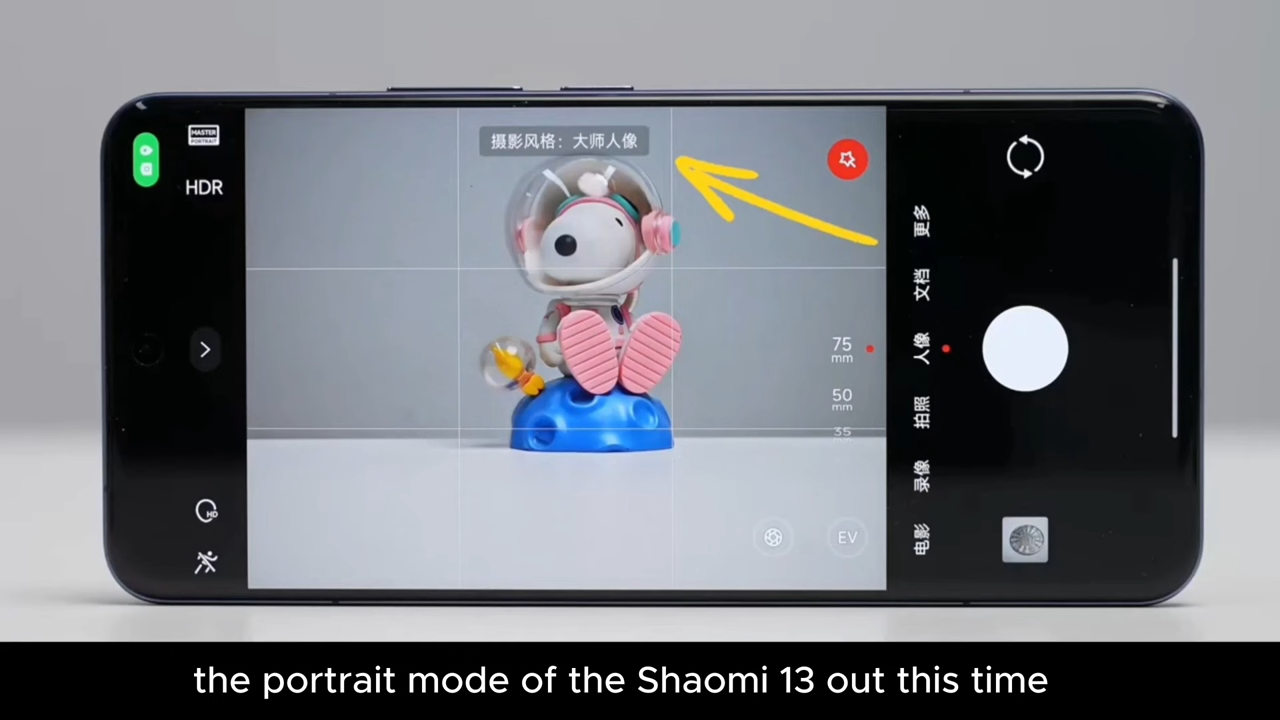 MASTER
PORTRAIT
HDR
摄影风格：大师人像
75
mm
50
mm
35
EV
HD
更多
文档
人像
拍照
录像
电影
the portrait mode of the Shaomi 13 out this time